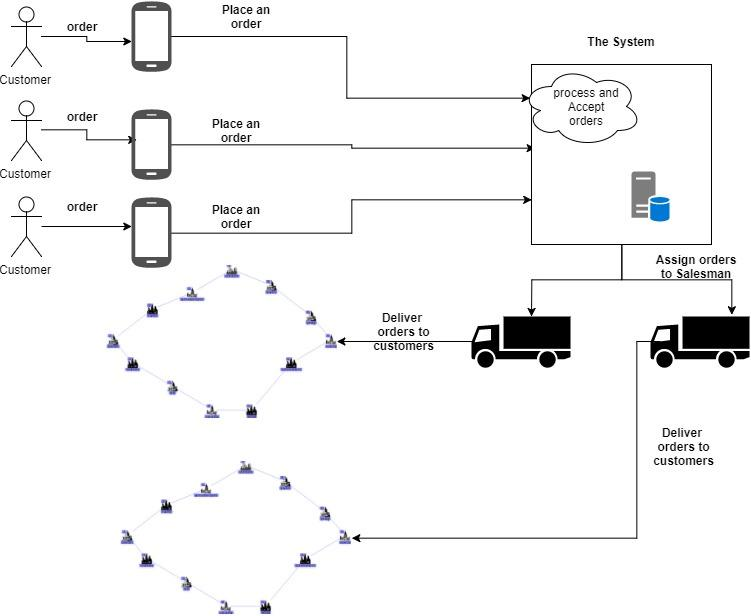 Place an
order
order
Customer
The System
process and
Accept
orders
order
Place an
order
Customer
order
Place an
order
Customer
Assign orders
to Salesman
Deliver
orders to
customers
Deliver
orders to
customers